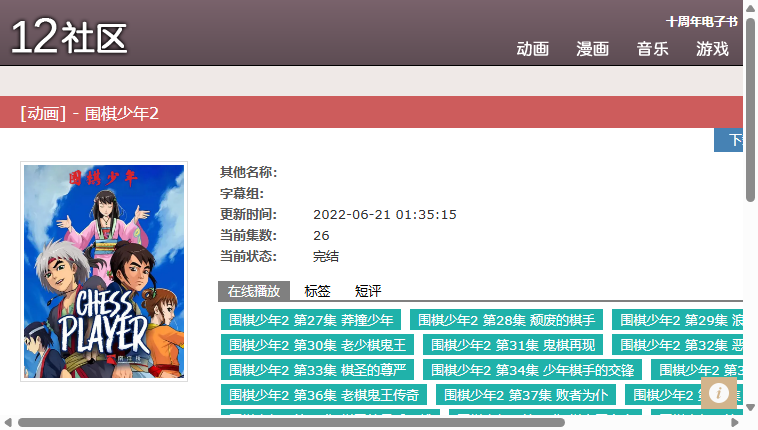 12社区
十周年电子书
动画 漫画 音乐 游戏
[动画] - 围棋少年2
围棋少年
CHESS
PLAYER
其他名称：
字幕组：
更新时间： 2022-06-21 01:35:15
当前集数： 26
当前状态： 完结
在线播放 标签 短评
围棋少年2 第27集 莽撞少年 围棋少年2 第28集 颓废的棋手 围棋少年2 第29集
围棋少年2 第30集 老少棋鬼王 围棋少年2 第31集 鬼棋再现 围棋少年2 第32集 恶
围棋少年2 第33集 棋圣的尊严 围棋少年2 第34集 少年棋手的交锋 围棋少年2 第3
围棋少年2 第36集 老棋鬼王传奇 围棋少年2 第37集 败者为仆 围棋少年2 集